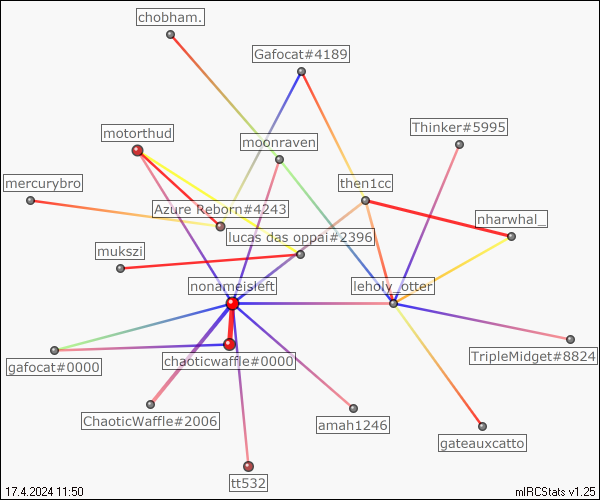 chobham.
Gafocat#4189
Thinker#5995
motorthud
moonraven
mercurybro
then1cc
Azure Reborn#4243
nharwhal_
lucas das oppai#2396
mukszi
nonameisleft
leholy_otter
gafocat#0000
chaoticwaffle#0000
TripleMidget#8824
ChaoticWaffle#2006
amah1246
gateauxcatto
tt532
17.4.2024 11:50
mIRCStats v1.25